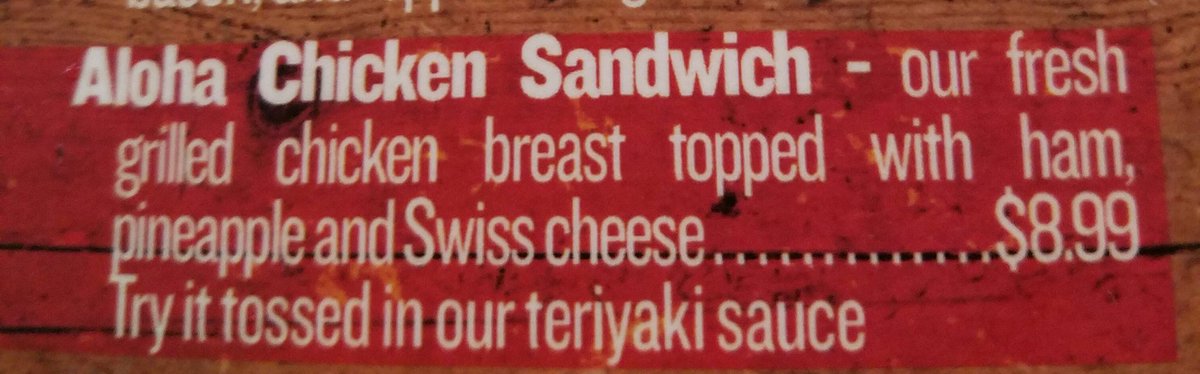 Aloha Chicken Sandwich - our fresh
grilled chicken breast topped with ham,
pineapple and Swiss cheese..................$8.99
Try it tossed in our teriyaki sauce